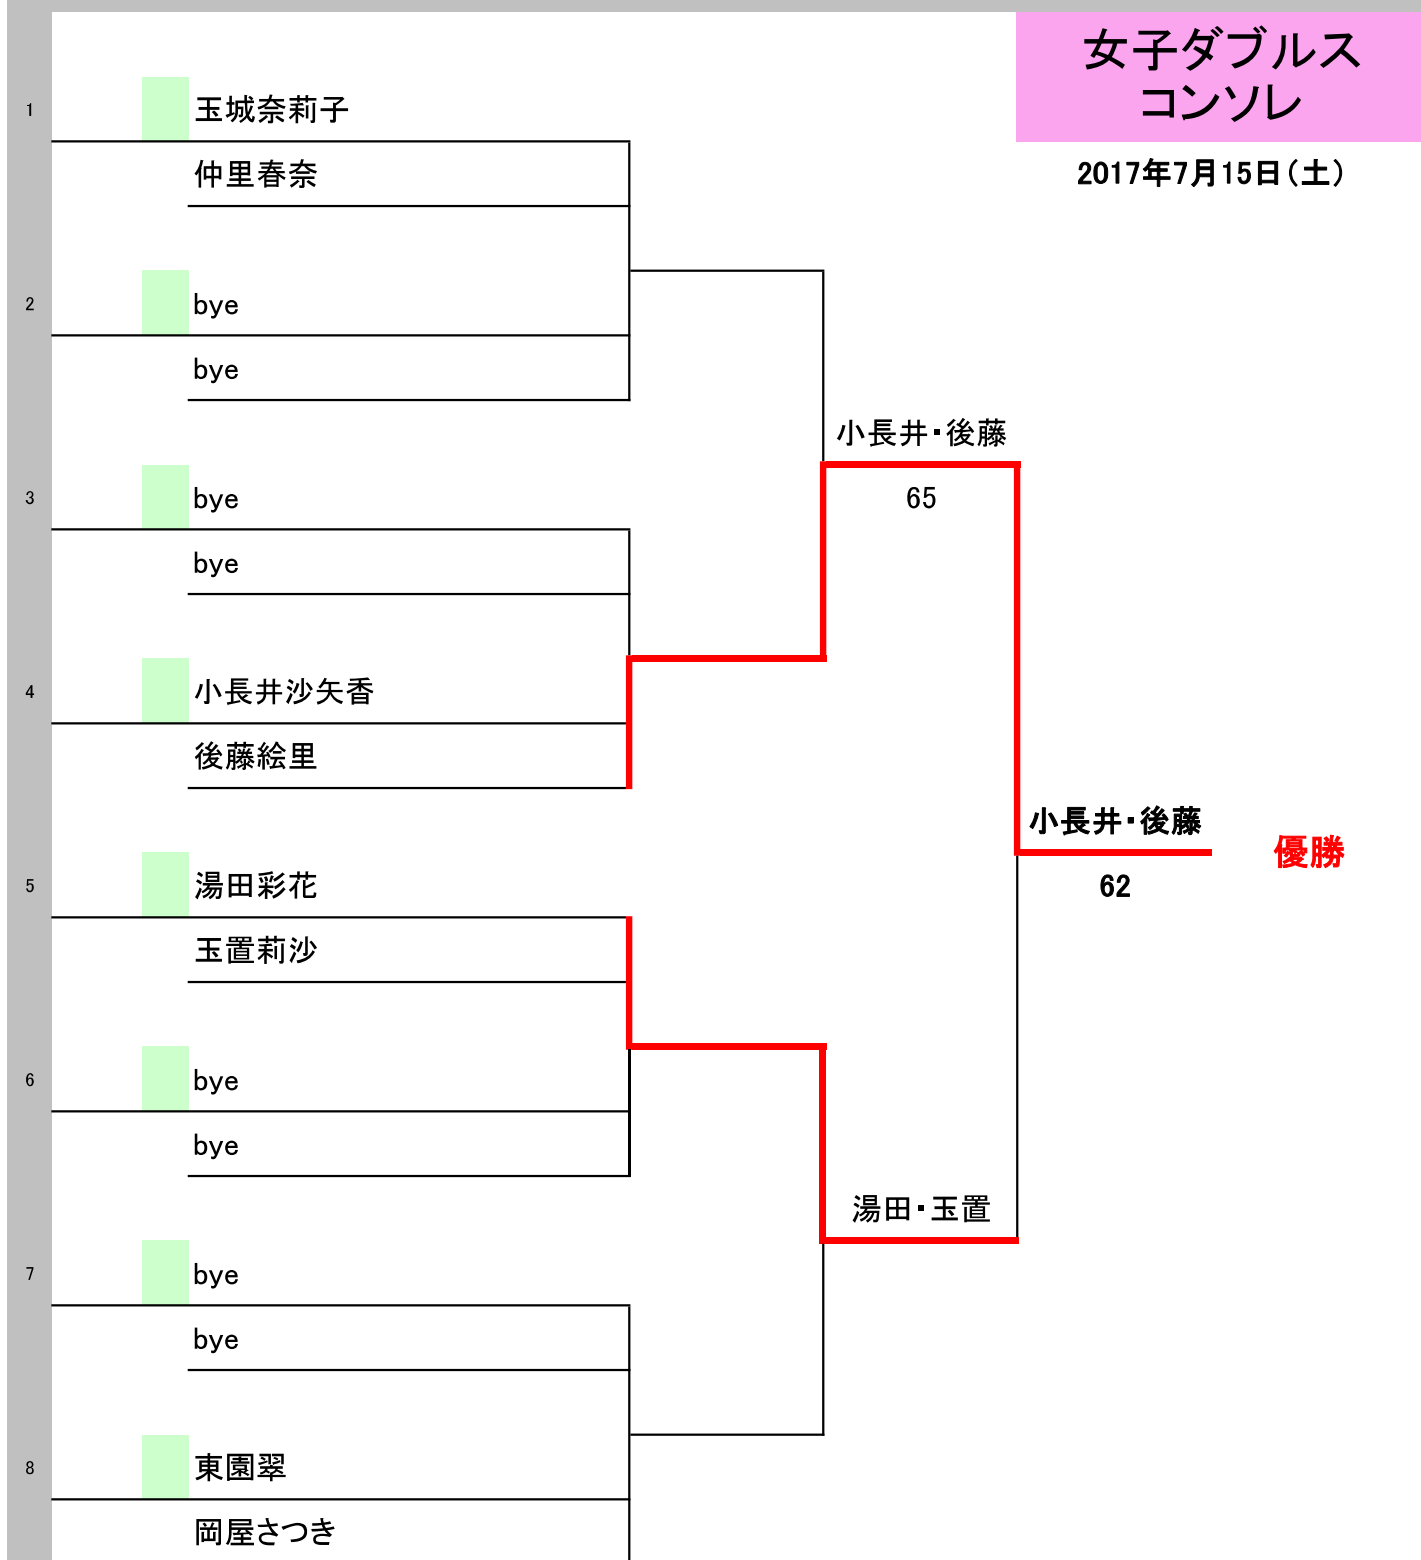 女子ダブルス
コンソレ
2017年7月15日(土)
1
玉城奈莉子
仲里春奈
2
bye
bye
小長井・後藤
65
3
bye
bye
4
小長井沙矢香
後藤絵里
小長井・後藤
優勝
62
5
湯田彩花
玉置莉沙
6
bye
bye
湯田・玉置
7
bye
bye
8
東園翠
岡屋さつき